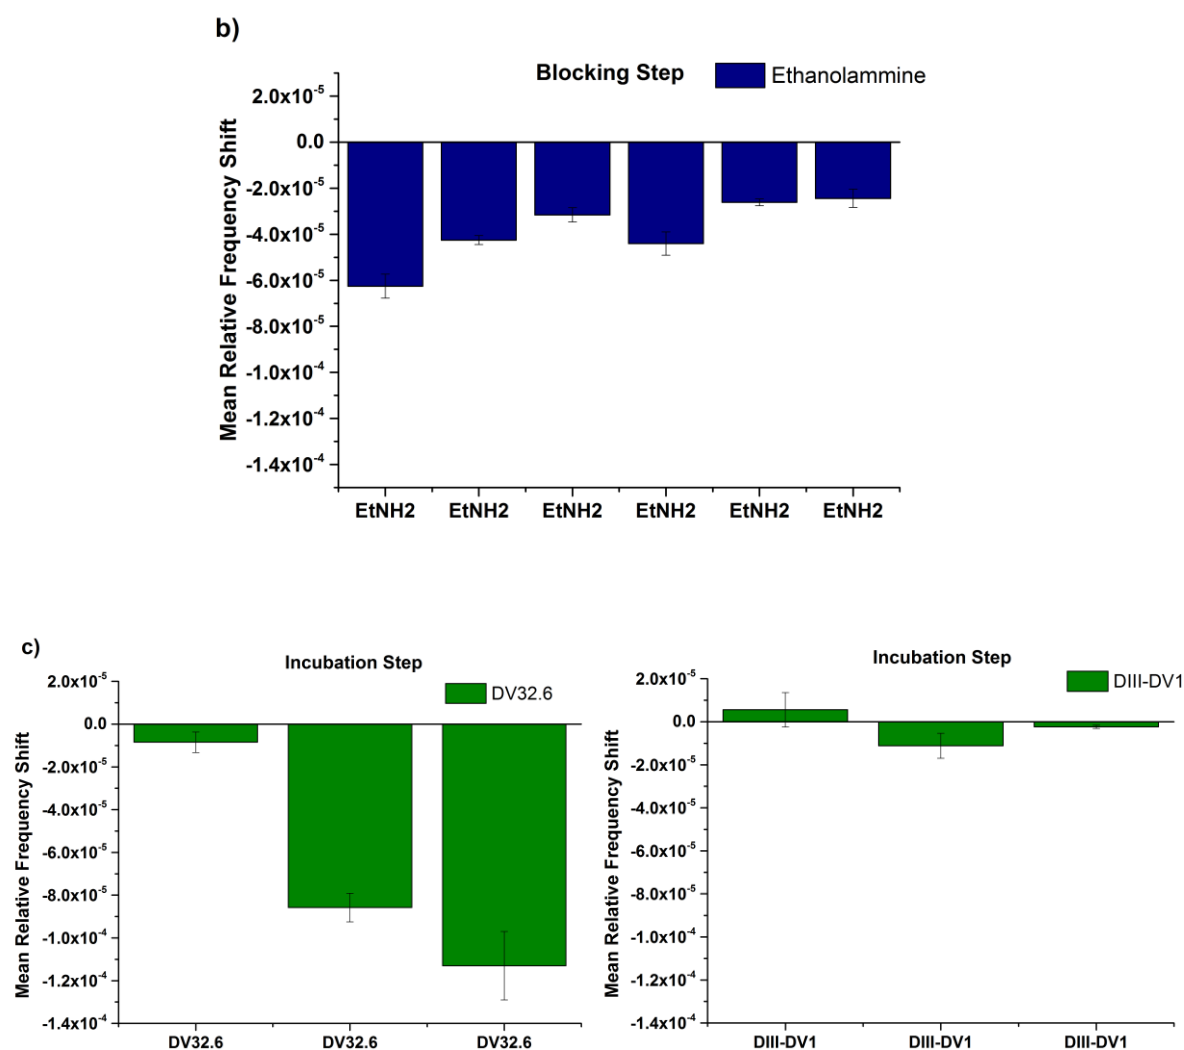 b)
Blocking Step
Ethanolammine
Mean Relative Frequency Shift
2.0x10⁻⁵
0.0
-2.0x10⁻⁵
-4.0x10⁻⁵
-6.0x10⁻⁵
-8.0x10⁻⁵
-1.0x10⁻⁴
-1.2x10⁻⁴
-1.4x10⁻⁴
EtNH2 EtNH2 EtNH2 EtNH2 EtNH2 EtNH2
c)
Incubation Step
DV32.6
Mean Relative Frequency Shift
2.0x10⁻⁵
0.0
-2.0x10⁻⁵
-4.0x10⁻⁵
-6.0x10⁻⁵
-8.0x10⁻⁵
-1.0x10⁻⁴
-1.2x10⁻⁴
-1.4x10⁻⁴
DV32.6 DV32.6 DV32.6
Incubation Step
DIII-DV1
Mean Relative Frequency Shift
2.0x10⁻⁵
0.0
-2.0x10⁻⁵
-4.0x10⁻⁵
-6.0x10⁻⁵
-8.0x10⁻⁵
-1.0x10⁻⁴
-1.2x10⁻⁴
-1.4x10⁻⁴
DIII-DV1 DIII-DV1 DIII-DV1